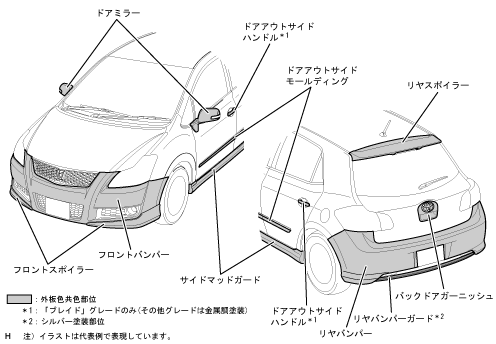 ドアミラー
ドアアウトサイド
ハンドル*1
ドアアウトサイド
モールディング
リヤスポイラー
フロントバンパー
フロントスポイラー
サイドマッドガード
バックドアガーニッシュ
ドアアウトサイド
ハンドル*1
リヤバンパーガード*2
リヤバンパー
：外板色共色部位
*1：「ブレイド」グレードのみ(その他グレードは金属調塗装)
*2：シルバー塗装部位
H 注）イラストは代表例で表現しています。